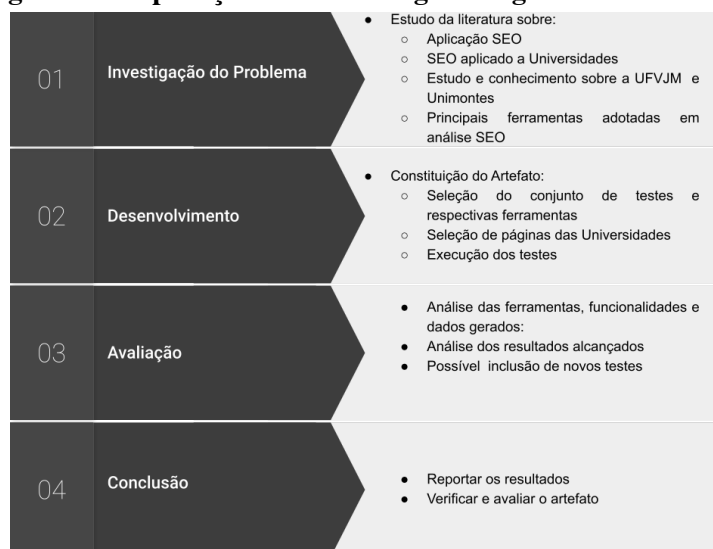 01
Investigação do Problema
● Estudo da literatura sobre:
○ Aplicação SEO
○ SEO aplicado a Universidades
○ Estudo e conhecimento sobre a UFVJM e
Unimontes
○ Principais ferramentas adotadas em
análise SEO
02
Desenvolvimento
● Constituição do Artefato:
○ Seleção do conjunto de testes e
respectivas ferramentas
○ Seleção de páginas das Universidades
○ Execução dos testes
03
Avaliação
● Análise das ferramentas, funcionalidades e
dados gerados:
● Análise dos resultados alcançados
● Possível inclusão de novos testes
04
Conclusão
● Reportar os resultados
● Verificar e avaliar o artefato